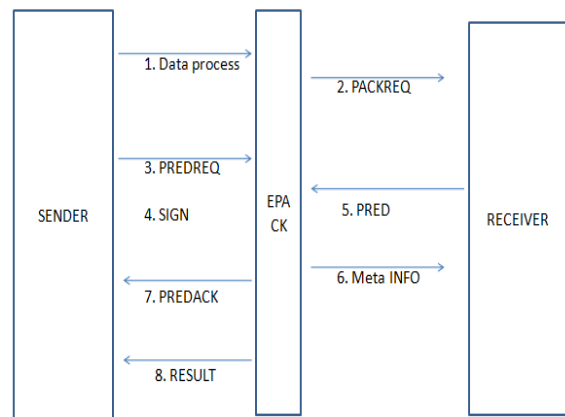 1. Data process
2. PACKREQ
3. PREDREQ
SENDER
4. SIGN
EPA
CK
5. PRED
RECEIVER
6. Meta INFO
7. PREDACK
8. RESULT